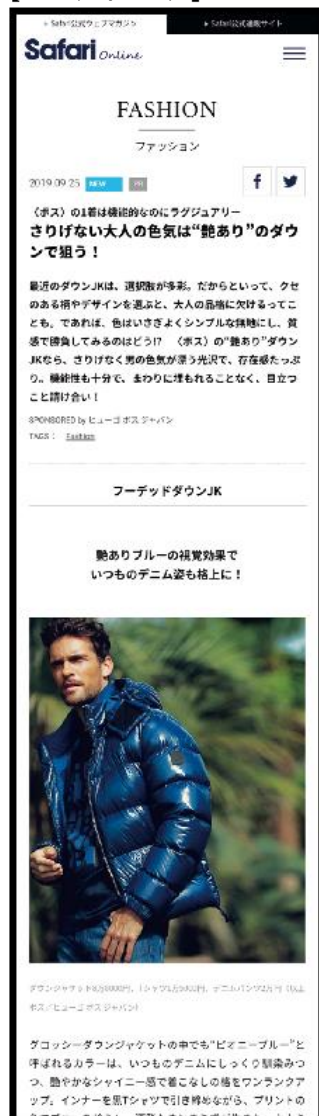 Safari公式ウェブマガジン
Safari公式通販サイト
Safari Online
FASHION
ファッション
2019.09.25 NEW PR
〈ボス〉の1着は機能的なのにラグジュアリー
さりげない大人の色気は“艶あり”のダウ
ンで狙う！
最近のダウンJKは、選択肢が多彩。だからといって、クセ
のある柄やデザインを選ぶと、大人の品格に欠けるってこ
とも。であれば、色はいさぎよくシンプルな無地にし、質
感で勝負してみるのはどう!? 〈ボス〉の“艶あり”ダウン
JKなら、さりげなく男の色気が漂う光沢で、存在感たっぷ
り。機能性も十分で、まわりに埋もれることなく、目立つ
こと請け合い！
SPONSORED by ヒューゴ ボス ジャパン
TAGS： Fashion
フーデッドダウンJK
艶ありブルーの視覚効果で
いつものデニム姿も格上に！
ボス／ヒューゴ ボス ジャパン）
グロッシーダウンジャケットの中でも“ピオニーブルー”と
呼ばれるカラーは、いつものデニムにしっくり馴染みつ
つ、艶やかなシャイニー感で着こなしの格をワンランクア
ップ。インナーを黒Tシャツで引き締めながら、プリントの